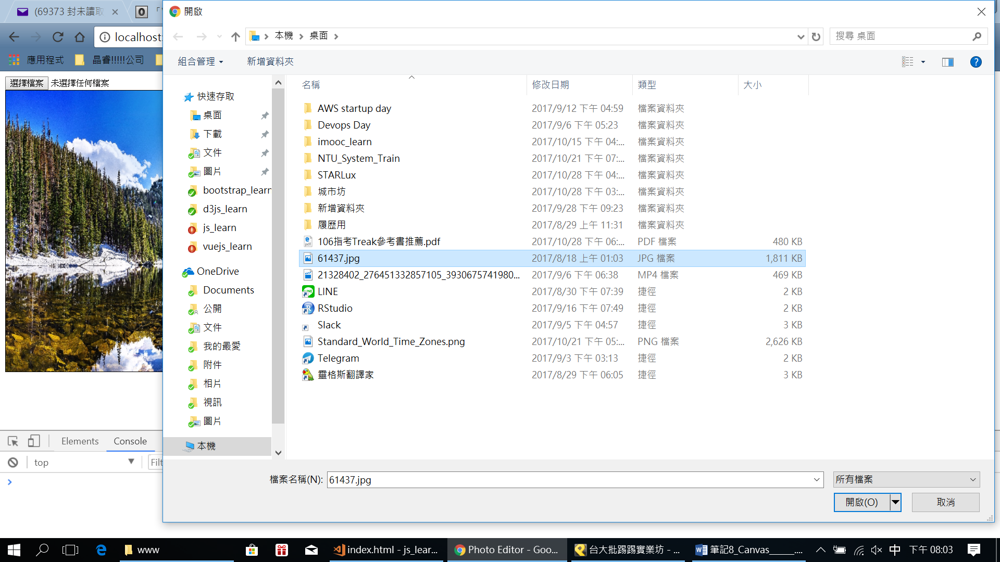 (69373 封未讀取
開啟
localhost:
本機
桌面
搜尋 桌面
應用程式
晶睿!!!!!公司
組合管理
新增資料夾
選擇檔案
未選擇任何檔案
名稱
修改日期
類型
大小
快速存取
桌面
下載
文件
圖片
bootstrap_learn
d3js_learn
js_learn
vuejs_learn
OneDrive
Documents
公開
文件
我的最愛
附件
相片
視訊
圖片
本機
AWS startup day 2017/9/12 下午 04:59 檔案資料夾
Devops Day 2017/9/6 下午 05:23 檔案資料夾
imooc_learn 2017/10/15 下午 04:... 檔案資料夾
NTU_System_Train 2017/10/21 下午 07:... 檔案資料夾
STARLux 2017/10/28 下午 04:... 檔案資料夾
城市坊 2017/10/28 下午 03:... 檔案資料夾
新增資料夾 2017/9/28 下午 09:23 檔案資料夾
履歷用 2017/8/29 上午 11:31 檔案資料夾
106指考Treak參考書推薦.pdf 2017/10/28 下午 06:... PDF 檔案 480 KB
61437.jpg 2017/8/18 上午 01:03 JPG 檔案 1,811 KB
21328402_276451332857105_3930675741980... 2017/9/6 下午 06:38 MP4 檔案 469 KB
LINE 2017/8/30 下午 07:39 捷徑 2 KB
RStudio 2017/9/16 下午 07:49 捷徑 2 KB
Slack 2017/9/5 下午 04:57 捷徑 3 KB
Standard_World_Time_Zones.png 2017/10/21 下午 05:... PNG 檔案 2,626 KB
Telegram 2017/9/3 下午 03:13 捷徑 2 KB
靈格斯翻譯家 2017/8/29 下午 06:05 捷徑 3 KB
Elements
Console
top
Filt
檔案名稱(N):
61437.jpg
所有檔案
開啟(O)
取消
www
index.html - js_lear...
Photo Editor - Goo...
台大批踢踢實業坊 - ...
筆記8_Canvas_____....
中
下午 08:03